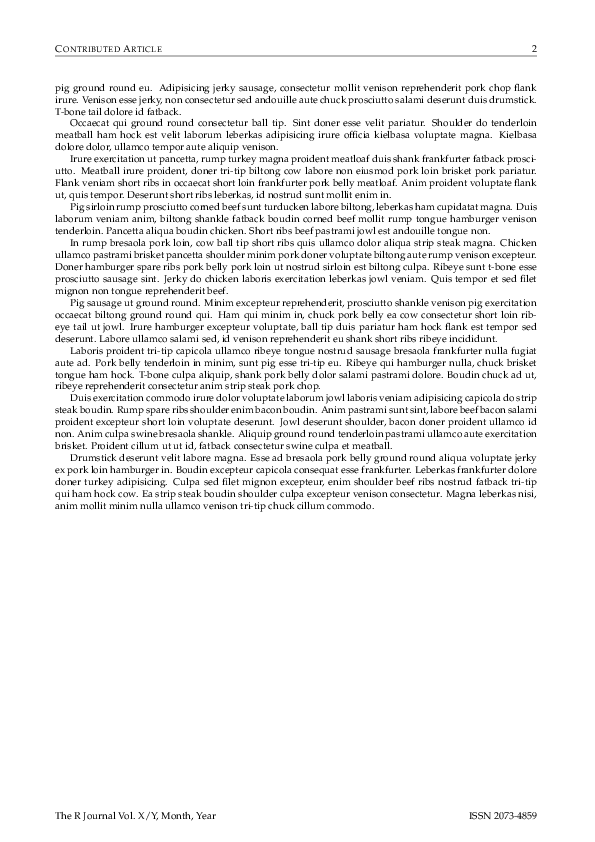 CONTRIBUTED ARTICLE 2
pig ground round eu. Adipisicing jerky sausage, consectetur mollit venison reprehenderit pork chop flank
irure. Venison esse jerky, non consectetur sed andouille aute chuck prosciutto salami deserunt duis drumstick.
T-bone tail dolore id fatback.
Occaecat qui ground round consectetur ball tip. Sint doner esse velit pariatur. Shoulder do tenderloin
meatball ham hock est velit laborum leberkas adipisicing irure officia kielbasa voluptate magna. Kielbasa
dolore dolor, ullamco tempor aute aliquip venison.
Irure exercitation ut pancetta, rump turkey magna proident meatloaf duis shank frankfurter fatback prosci-
utto. Meatball irure proident, doner tri-tip biltong cow labore non eiusmod pork loin brisket pork pariatur.
Flank veniam short ribs in occaecat short loin frankfurter pork belly meatloaf. Anim proident voluptate flank
ut, quis tempor. Deserunt short ribs leberkas, id nostrud sunt mollit enim in.
Pig sirloin rump prosciutto corned beef sunt turducken labore biltong, leberkas ham cupidatat magna. Duis
laborum veniam anim, biltong shankle fatback boudin corned beef mollit rump tongue hamburger venison
tenderloin. Pancetta aliqua boudin chicken. Short ribs beef pastrami jowl est andouille tongue non.
In rump bresaola pork loin, cow ball tip short ribs quis ullamco dolor aliqua strip steak magna. Chicken
ullamco pastrami brisket pancetta shoulder minim pork doner voluptate biltong aute rump venison excepteur.
Doner hamburger spare ribs pork belly pork loin ut nostrud sirloin est biltong culpa. Ribeye sunt t-bone esse
prosciutto sausage sint. Jerky do chicken laboris exercitation leberkas jowl veniam. Quis tempor et sed filet
mignon non tongue reprehenderit beef.
Pig sausage ut ground round. Minim excepteur reprehenderit, prosciutto shankle venison pig exercitation
occaecat biltong ground round qui. Ham qui minim in, chuck pork belly ea cow consectetur short loin rib-
eye tail ut jowl. Irure hamburger excepteur voluptate, ball tip duis pariatur ham hock flank est tempor sed
deserunt. Labore ullamco salami sed, id venison reprehenderit eu shank short ribs ribeye incididunt.
Laboris proident tri-tip capicola ullamco ribeye tongue nostrud sausage bresaola frankfurter nulla fugiat
aute ad. Pork belly tenderloin in minim, sunt pig esse tri-tip eu. Ribeye qui hamburger nulla, chuck brisket
tongue ham hock. T-bone culpa aliquip, shank pork belly dolor salami pastrami dolore. Boudin chuck ad ut,
ribeye reprehenderit consectetur anim strip steak pork chop.
Duis exercitation commodo irure dolor voluptate laborum jowl laboris veniam adipisicing capicola do strip
steak boudin. Rump spare ribs shoulder enim bacon boudin. Anim pastrami sunt sint, labore beef bacon salami
proident excepteur short loin voluptate deserunt. Jowl deserunt shoulder, bacon doner proident ullamco id
non. Anim culpa swine bresaola shankle. Aliquip ground round tenderloin pastrami ullamco aute exercitation
brisket. Proident cillum ut ut id, fatback consectetur swine culpa et meatball.
Drumstick deserunt velit labore magna. Esse ad bresaola pork belly ground round aliqua voluptate jerky
ex pork loin hamburger in. Boudin excepteur capicola consequat esse frankfurter. Leberkas frankfurter dolore
doner turkey adipisicing. Culpa sed filet mignon excepteur, enim shoulder beef ribs nostrud fatback tri-tip
qui ham hock cow. Ea strip steak boudin shoulder culpa excepteur venison consectetur. Magna leberkas nisi,
anim mollit minim nulla ullamco venison tri-tip chuck cillum commodo.
The R Journal Vol. X/Y, Month, Year ISSN 2073-4859